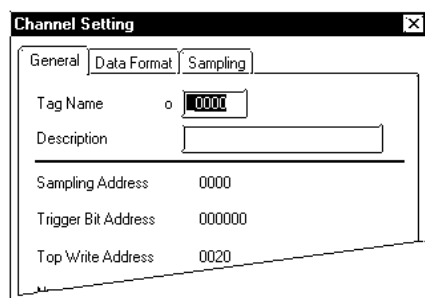 Channel Setting
General Data Format Sampling
Tag Name o 0000
Description
Sampling Address 0000
Trigger Bit Address 000000
Top Write Address 0020